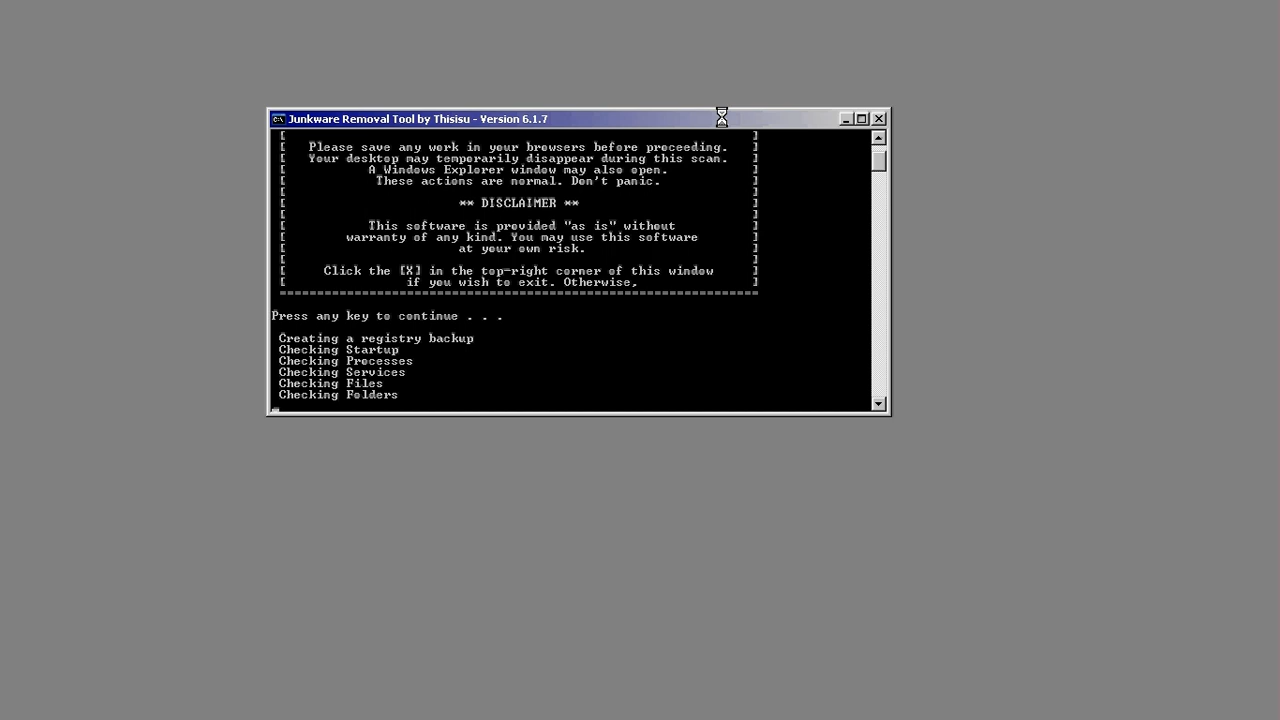 Junkware Removal Tool by Thisisu - Version 6.1.7
[ ]
[ Please save any work in your browsers before proceeding. ]
[ Your desktop may temporarily disappear during this scan. ]
[ A Windows Explorer window may also open. ]
[ These actions are normal. Don't panic. ]
[ ]
[ ** DISCLAIMER ** ]
[ ]
[ This software is provided "as is" without ]
[ warranty of any kind. You may use this software ]
[ at your own risk. ]
[ ]
[ Click the [X] in the top-right corner of this window ]
[ if you wish to exit. Otherwise, ]
================================================================
Press any key to continue . . .
Creating a registry backup
Checking Startup
Checking Processes
Checking Services
Checking Files
Checking Folders